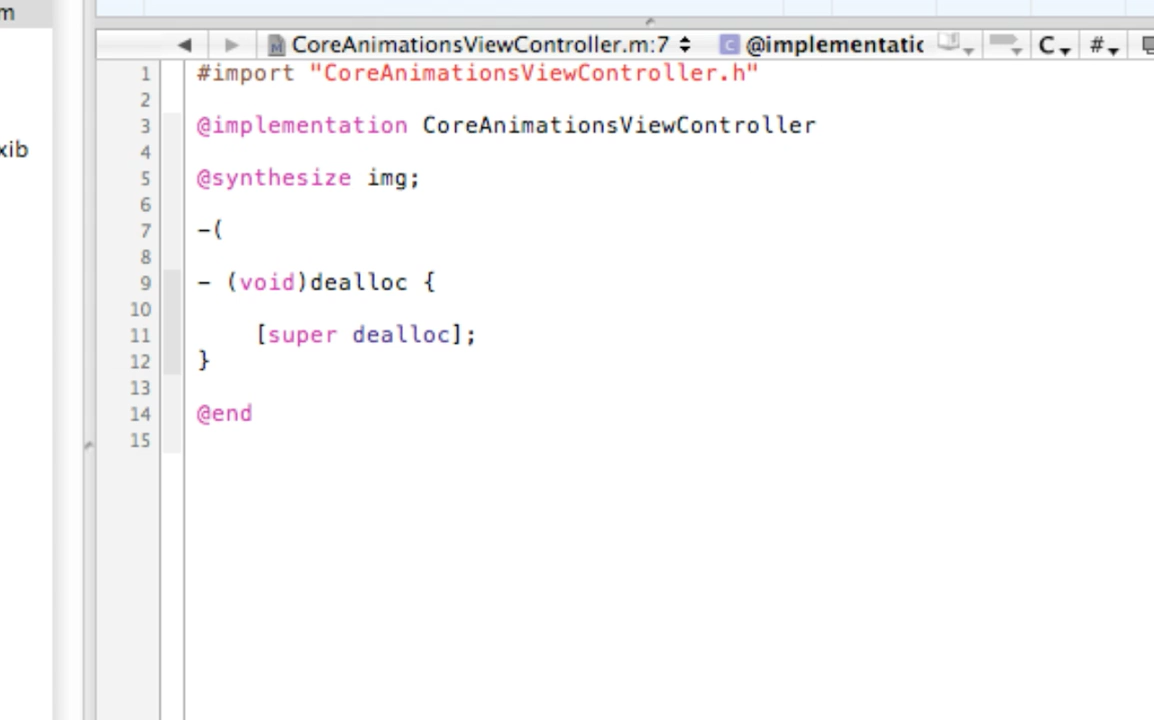 m
CoreAnimationsViewController.m:7 C @implementatic C #
xib
1 #import "CoreAnimationsViewController.h"
2
3 @implementation CoreAnimationsViewController
4
5 @synthesize img;
6
7 -(
8
9 - (void)dealloc {
10
11 [super dealloc];
12 }
13
14 @end
15